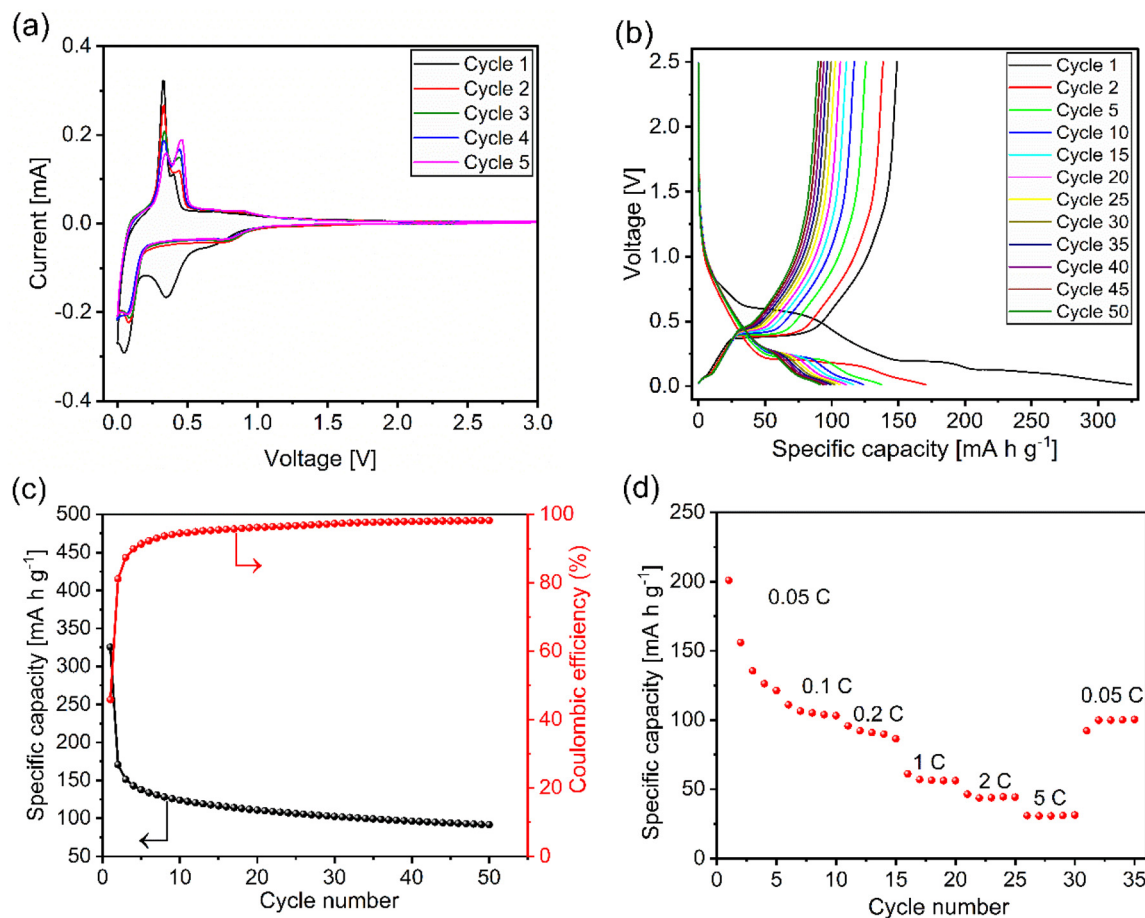 (a)
0.4
0.2
0.0
-0.2
-0.4
Current [mA]
0.0 0.5 1.0 1.5 2.0 2.5 3.0
Voltage [V]
Cycle 1
Cycle 2
Cycle 3
Cycle 4
Cycle 5
(b)
2.5
2.0
1.5
1.0
0.5
0.0
Voltage [V]
0 50 100 150 200 250 300
Specific capacity [mA h g⁻¹]
Cycle 1
Cycle 2
Cycle 5
Cycle 10
Cycle 15
Cycle 20
Cycle 25
Cycle 30
Cycle 35
Cycle 40
Cycle 45
Cycle 50
(c)
500
450
400
350
300
250
200
150
100
50
Specific capacity [mA h g⁻¹]
100
80
60
40
20
0
Coulombic efficiency (%)
0 10 20 30 40 50
Cycle number
(d)
250
200
150
100
50
0
Specific capacity [mA h g⁻¹]
0.05 C
0.1 C
0.2 C
1 C
2 C
5 C
0.05 C
0 5 10 15 20 25 30 35
Cycle number